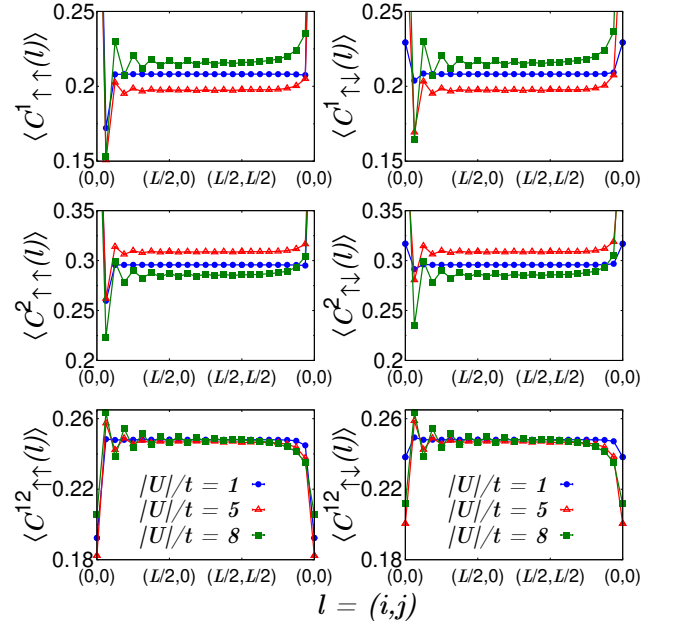 ⟨C¹↑↑(l)⟩
0.25
0.2
0.15
(0,0) (L/2,0) (L/2,L/2) (0,0)
⟨C¹↑↓(l)⟩
0.25
0.2
0.15
(0,0) (L/2,0) (L/2,L/2) (0,0)
⟨C²↑↑(l)⟩
0.35
0.3
0.25
0.2
(0,0) (L/2,0) (L/2,L/2) (0,0)
⟨C²↑↓(l)⟩
0.35
0.3
0.25
0.2
(0,0) (L/2,0) (L/2,L/2) (0,0)
⟨C¹²↑↑(l)⟩
0.26
0.22
0.18
|U|/t = 1
|U|/t = 5
|U|/t = 8
(0,0) (L/2,0) (L/2,L/2) (0,0)
⟨C¹²↑↓(l)⟩
0.26
0.22
0.18
|U|/t = 1
|U|/t = 5
|U|/t = 8
(0,0) (L/2,0) (L/2,L/2) (0,0)
l = (i,j)